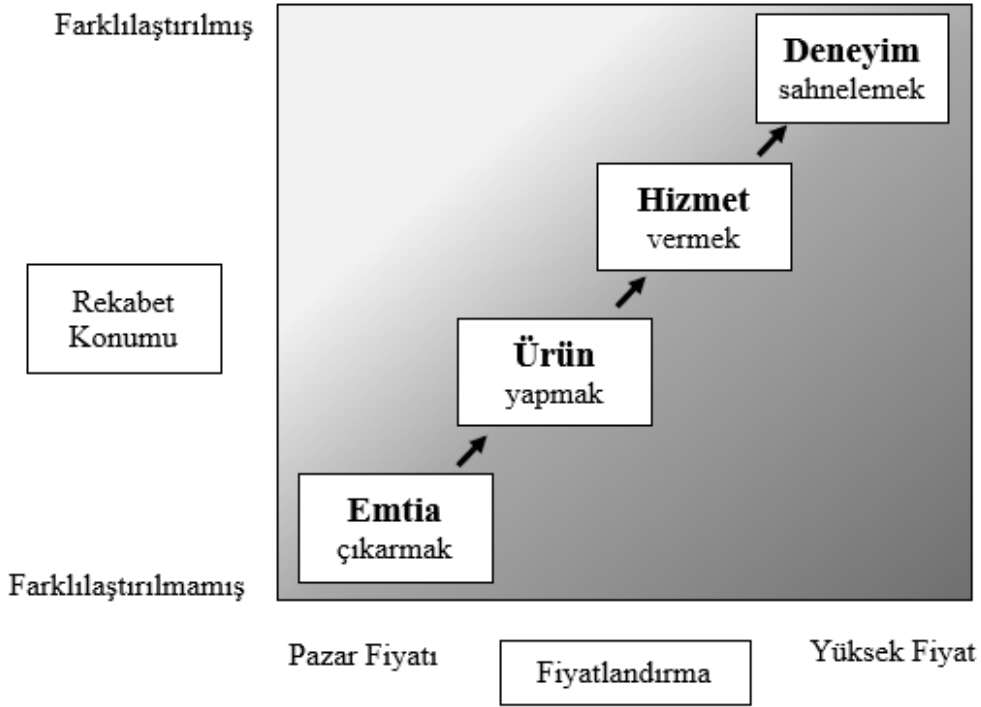 Farklılaştırılmış
Deneyim
sahnelemek
Hizmet
vermek
Rekabet
Konumu
Ürün
yapmak
Emtia
çıkarmak
Farklılaştırılmamış
Pazar Fiyatı
Fiyatlandırma
Yüksek Fiyat